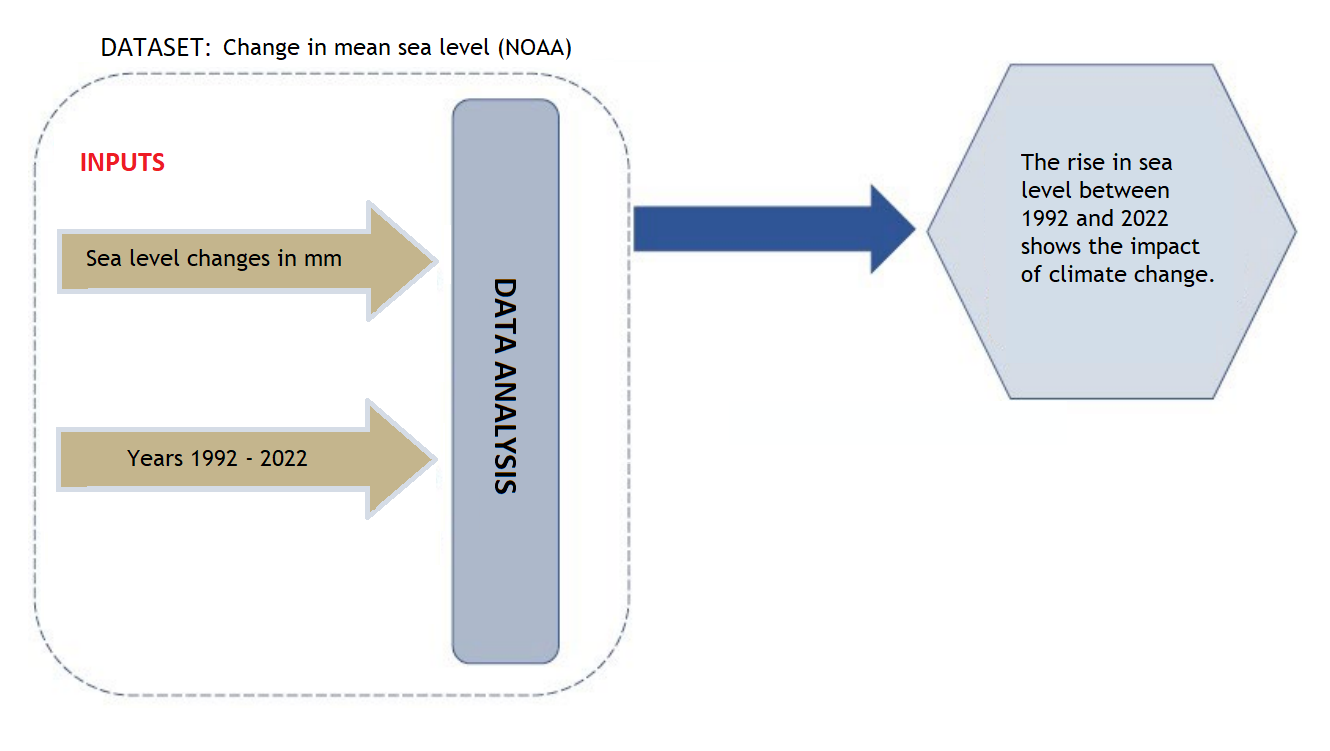 DATASET: Change in mean sea level (NOAA)
INPUTS
Sea level changes in mm
Years 1992 - 2022
DATA ANALYSIS
The rise in sea
level between
1992 and 2022
shows the impact
of climate change.